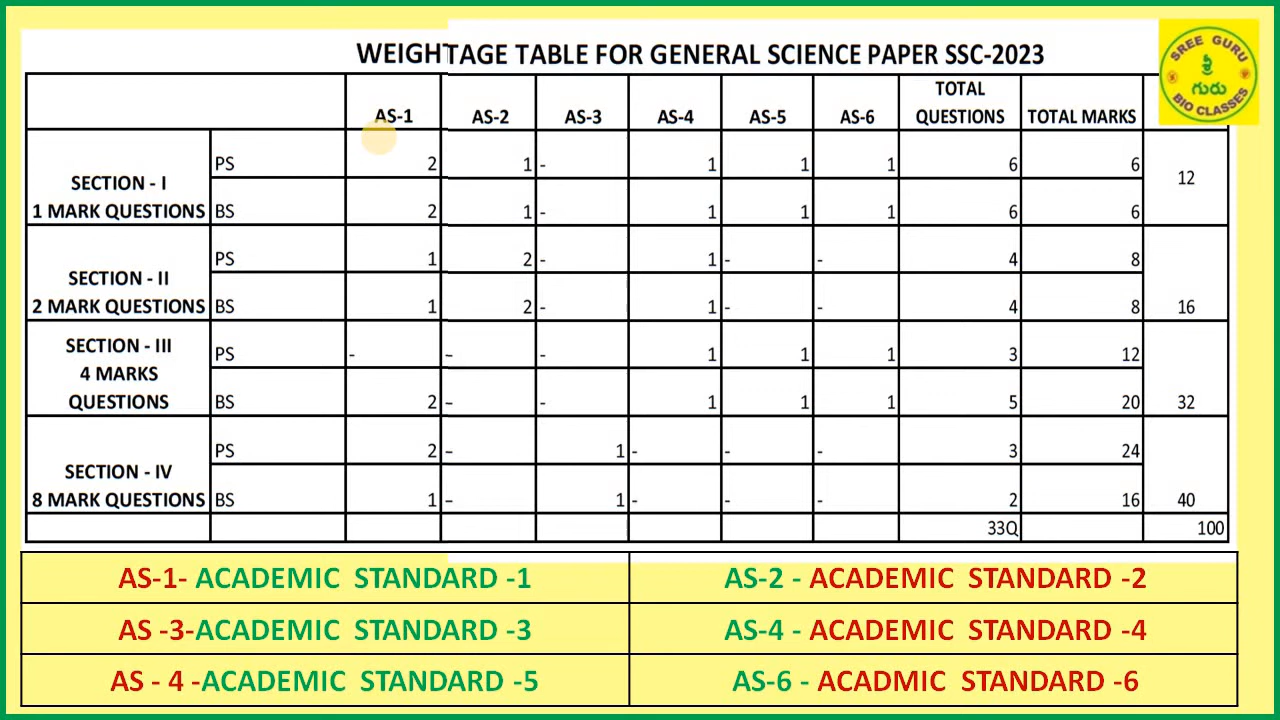 WEIGHTAGE TABLE FOR GENERAL SCIENCE PAPER SSC-2023
SREE GURU
శ్రీ
గురు
BIO CLASSES
AS-1 AS-2 AS-3 AS-4 AS-5 AS-6 TOTAL QUESTIONS TOTAL MARKS
SECTION - I
1 MARK QUESTIONS
PS 2 1 - 1 1 1 6 6
BS 2 1 - 1 1 1 6 6
12
SECTION - II
2 MARK QUESTIONS
PS 1 2 - 1 - - 4 8
BS 1 2 - 1 - - 4 8
16
SECTION - III
4 MARKS
QUESTIONS
PS - - - 1 1 1 3 12
BS 2 - - 1 1 1 5 20
32
SECTION - IV
8 MARK QUESTIONS
PS 2 - 1 - - - 3 24
BS 1 - 1 - - - 2 16
40
33Q 100
AS-1- ACADEMIC STANDARD -1
AS-2 - ACADEMIC STANDARD -2
AS -3-ACADEMIC STANDARD -3
AS-4 - ACADEMIC STANDARD -4
AS - 4 -ACADEMIC STANDARD -5
AS-6 - ACADMIC STANDARD -6